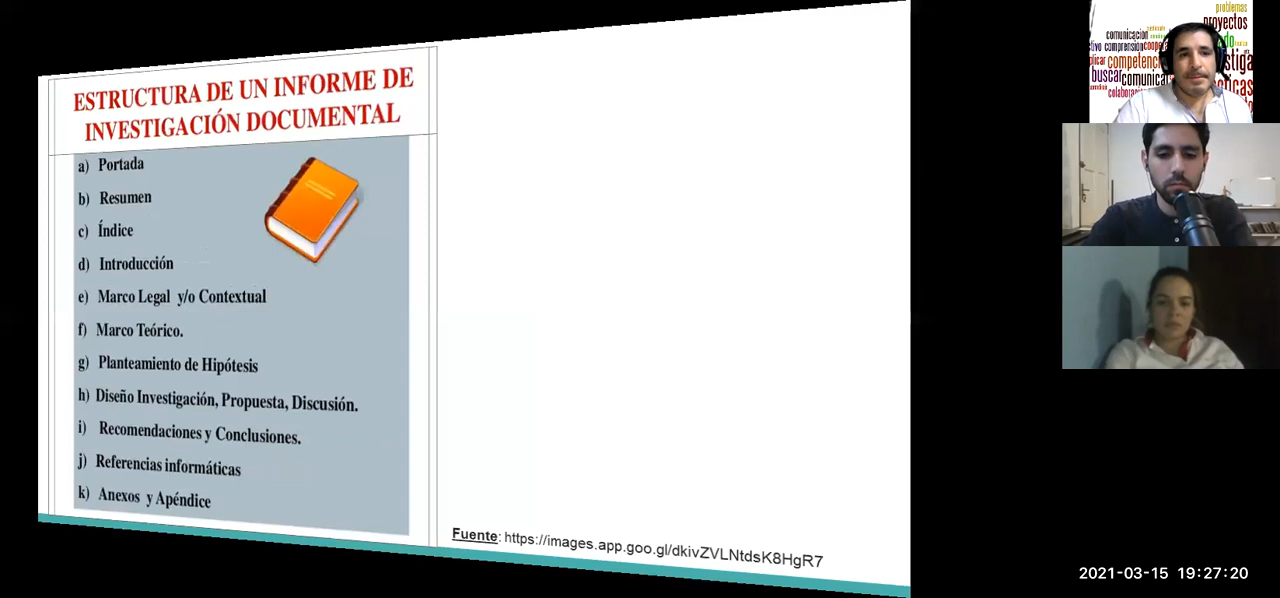 ESTRUCTURA DE UN INFORME DE
INVESTIGACIÓN DOCUMENTAL
a) Portada
b) Resumen
c) Índice
d) Introducción
e) Marco Legal y/o Contextual
f) Marco Teórico.
g) Planteamiento de Hipótesis
h) Diseño Investigación, Propuesta, Discusión.
i) Recomendaciones y Conclusiones.
j) Referencias informáticas
k) Anexos y Apéndice
Fuente: https://images.app.goo.gl/dkivZVLNtdsK8HgR7
problemas
proyectos
comunicación
comprensión
competencia
buscar
comunicar
2021-03-15 19:27:20